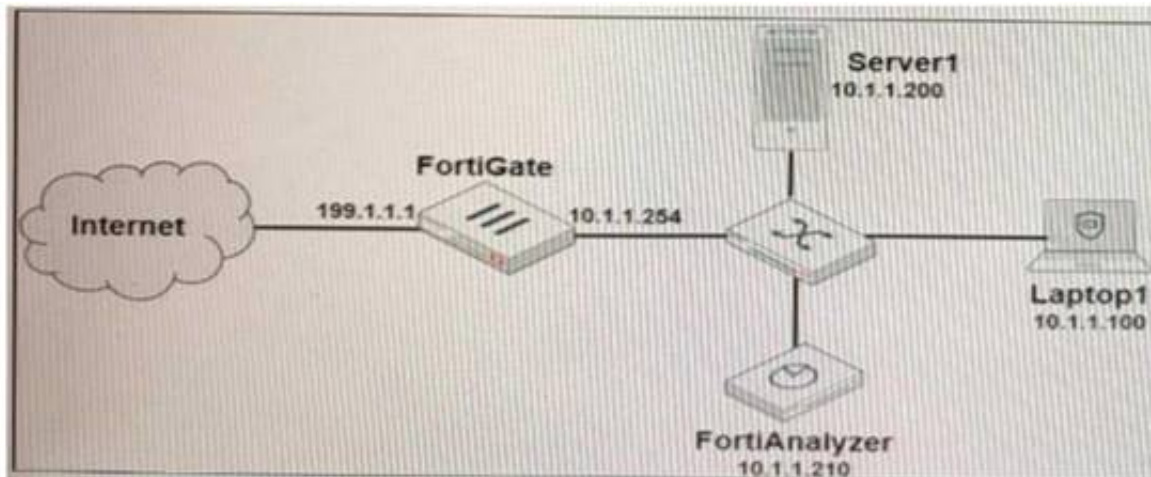 Server1
10.1.1.200
FortiGate
Internet
199.1.1.1
10.1.1.254
Laptop1
10.1.1.100
FortiAnalyzer
10.1.1.210